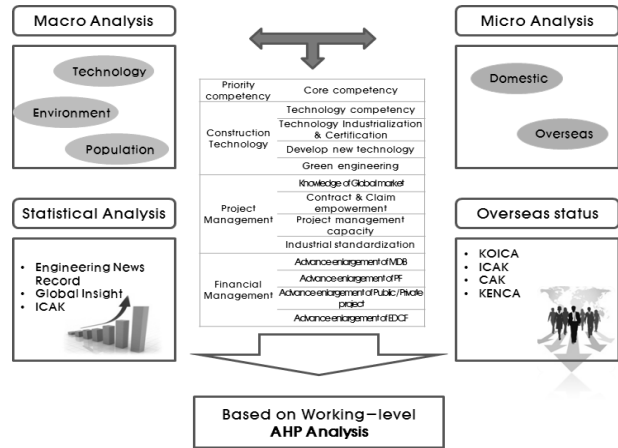 Macro Analysis
Technology
Environment
Population
Statistical Analysis
• Engineering News
Record
• Global Insight
• ICAK
Priority
competency
Core competency
Construction
Technology
Technology competency
Technology Industrialization
& Certification
Develop new technology
Green engineering
Project
Management
Knowledge of Global market
Contract & Claim
empowerment
Project management
capacity
Industrial standardization
Financial
Management
Advance enlargement of MDB
Advance enlargement of PF
Advance enlargement of Public/Private
project
Advance enlargement of EDCF
Micro Analysis
Domestic
Overseas
Overseas status
• KOICA
• ICAK
• CAK
• KENCA
Based on Working-level
AHP Analysis